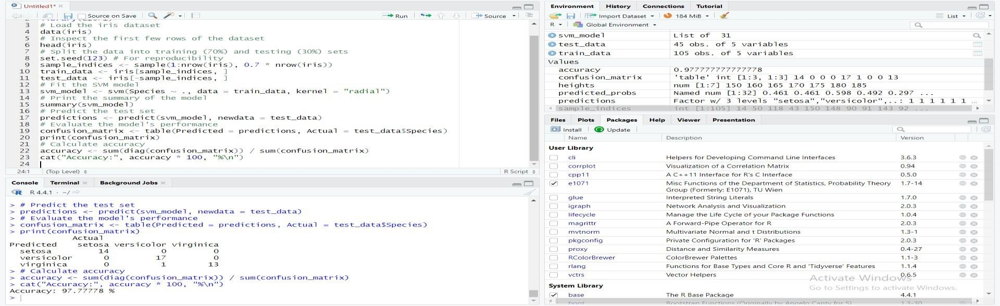 Untitled1*
Source on Save Run Source
3 # Load the iris dataset
4 data(iris)
5 # Inspect the first few rows of the dataset
6 head(iris)
7 # Split the data into training (70%) and testing (30%) sets
8 set.seed(123) # For reproducibility
9 sample_indices <- sample(1:nrow(iris), 0.7 * nrow(iris))
10 train_data <- iris[sample_indices, ]
11 test_data <- iris[-sample_indices, ]
12 # Fit the SVM model
13 svm_model <- svm(Species ~ ., data = train_data, kernel = "radial")
14 # Print the summary of the model
15 summary(svm_model)
16 # Predict the test set
17 predictions <- predict(svm_model, newdata = test_data)
18 # Evaluate the model's performance
19 confusion_matrix <- table(Predicted = predictions, Actual = test_data$Species)
20 print(confusion_matrix)
21 # Calculate accuracy
22 accuracy <- sum(diag(confusion_matrix)) / sum(confusion_matrix)
23 cat("Accuracy:", accuracy * 100, "%\n")
24
24:1 (Top Level) R Script
Console Terminal Background Jobs
R 4.4.1 · ~/
> # Predict the test set
> predictions <- predict(svm_model, newdata = test_data)
> # Evaluate the model's performance
> confusion_matrix <- table(Predicted = predictions, Actual = test_data$Species)
> print(confusion_matrix)
Actual
Predicted setosa versicolor virginica
setosa 14 0 0
versicolor 0 17 0
virginica 0 1 13
> # Calculate accuracy
> accuracy <- sum(diag(confusion_matrix)) / sum(confusion_matrix)
> cat("Accuracy:", accuracy * 100, "%\n")
Accuracy: 97.77778 %
>
Environment History Connections Tutorial
Import Dataset 184 MiB List
R Global Environment
svm_model List of 31
test_data 45 obs. of 5 variables
train_data 105 obs. of 5 variables
Values
accuracy 0.977777777777778
confusion_matrix 'table' int [1:3, 1:3] 14 0 0 0 17 1 0 0 13
heights num [1:7] 150 160 165 170 175 180 185
predicted_probs Named num [1:32] 0.461 0.461 0.598 0.492 0.297 ...
predictions Factor w/ 3 levels "setosa","versicolor",..: 1 1 1 1 1 1 ...
sample_indices int [1:105] 14 50 118 43 150 148 90 91 143 92 ...
Files Plots Packages Help Viewer Presentation
Install Update
Name Description Version
User Library
cli Helpers for Developing Command Line Interfaces 3.6.3
corrplot Visualization of a Correlation Matrix 0.94
cpp11 A C++11 Interface for R's C Interface 0.5.0
e1071 Misc Functions of the Department of Statistics, Probability Theory 1.7-14
Group (Formerly: E1071), TU Wien
glue Interpreted String Literals 1.7.0
igraph Network Analysis and Visualization 2.0.3
lifecycle Manage the Life Cycle of your Package Functions 1.0.4
magrittr A Forward-Pipe Operator for R 2.0.3
mvtnorm Multivariate Normal and t Distributions 1.3-1
pkgconfig Private Configuration for 'R' Packages 2.0.3
proxy Distance and Similarity Measures 0.4-27
RColorBrewer ColorBrewer Palettes 1.1-3
rlang Functions for Base Types and Core R and 'Tidyverse' Features 1.1.4
vctrs Vector Helpers 0.6.5
Activate Windows
System Library
Go to Settings to activate Windows.
base The R Base Package 4.4.1
boot Bootstrap Functions (Originally by Angelo Canty for S) 1.3-30